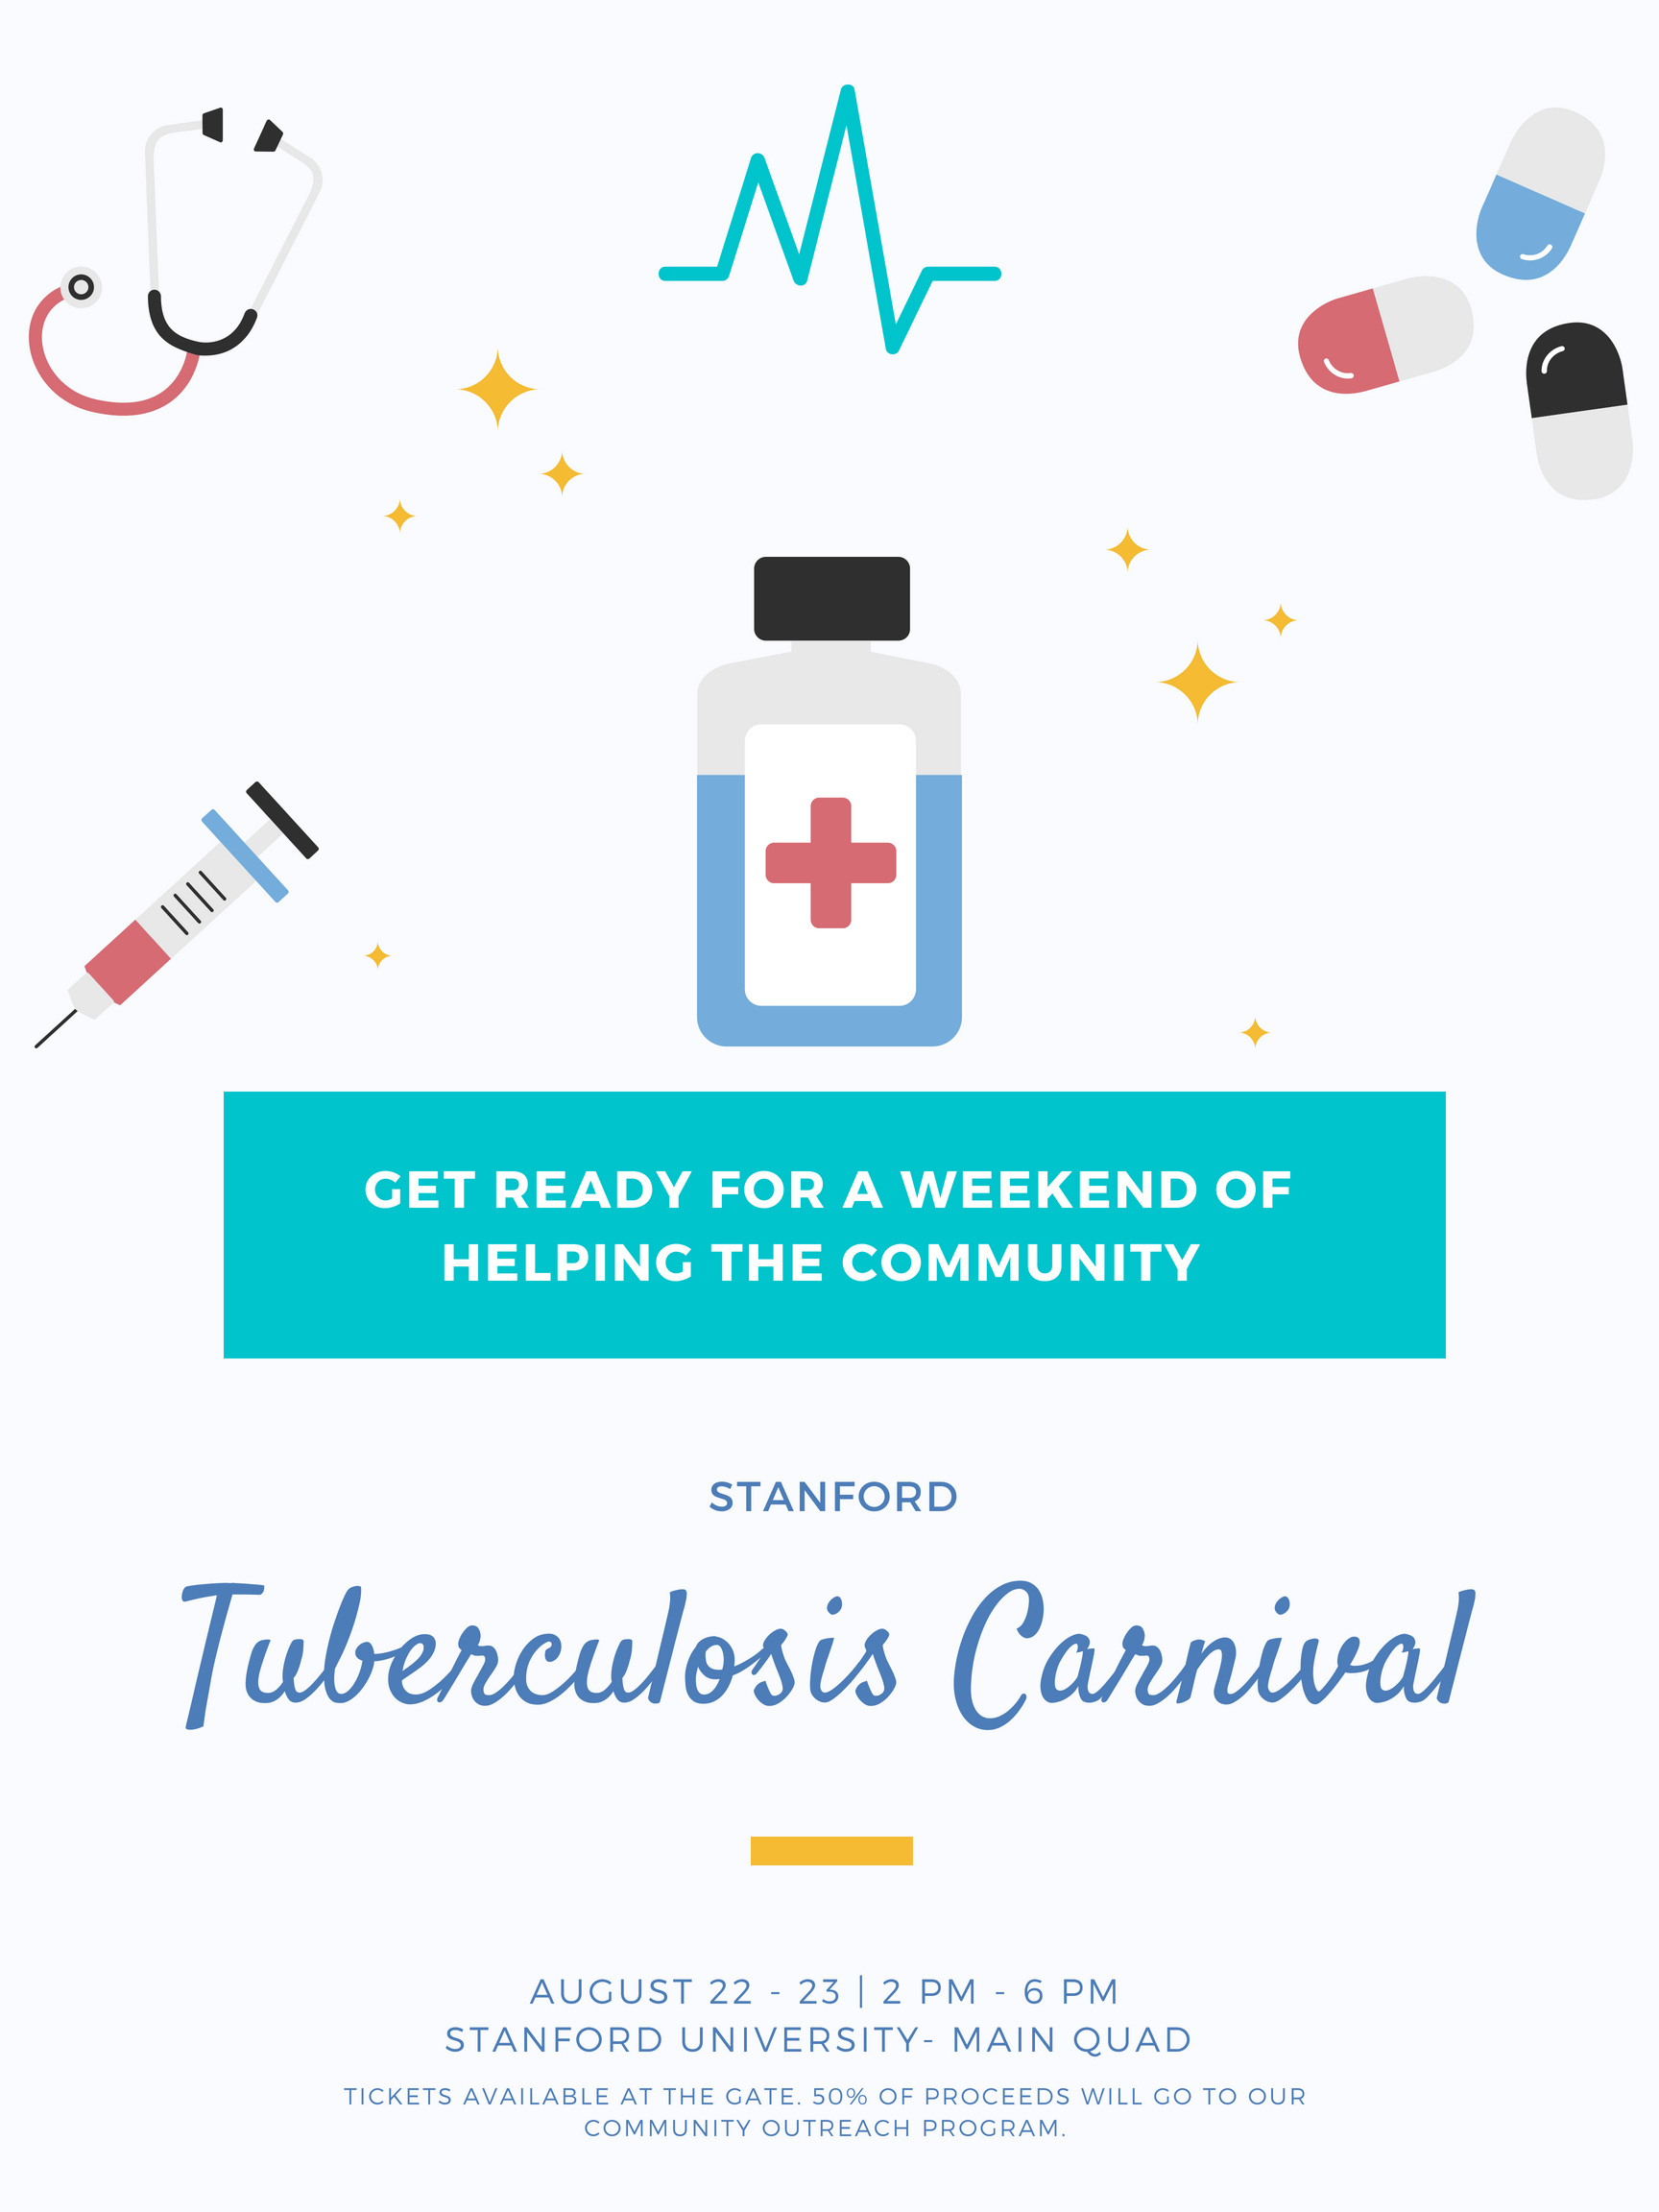 GET READY FOR A WEEKEND OF
HELPING THE COMMUNITY
STANFORD
Tuberculosis Carnival
AUGUST 22 - 23 | 2 PM - 6 PM
STANFORD UNIVERSITY- MAIN QUAD
TICKETS AVAILABLE AT THE GATE. 50% OF PROCEEDS WILL GO TO OUR
COMMUNITY OUTREACH PROGRAM.